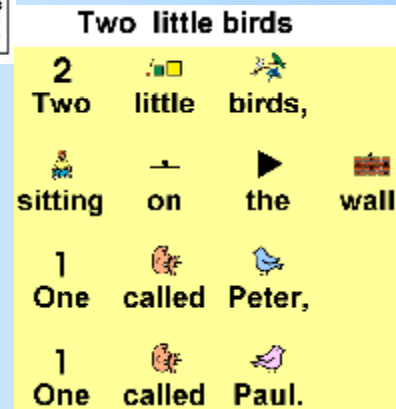 Two little birds
2
Two little birds,
sitting on the wall
1
One called Peter,
1
One called Paul.